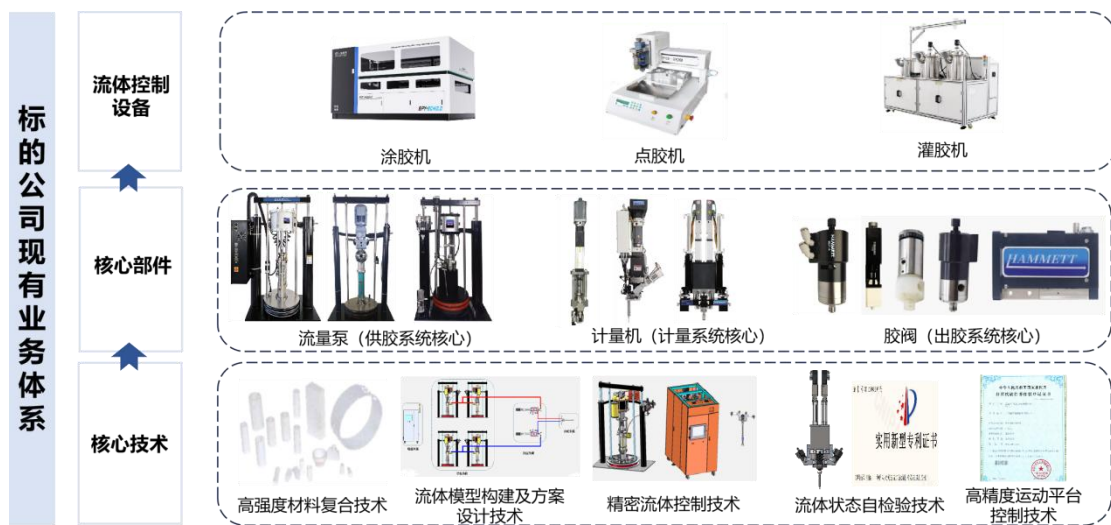 标的公司现有业务体系
流体控制
设备
涂胶机
点胶机
灌胶机
核心部件
HAMMETT
HAMMETT
流量泵（供胶系统核心）
计量机（计量系统核心）
胶阀（出胶系统核心）
核心技术
实用新型专利证书
高强度材料复合技术
流体模型构建及方案
设计技术
精密流体控制技术
流体状态自检验技术
高精度运动平台
控制技术